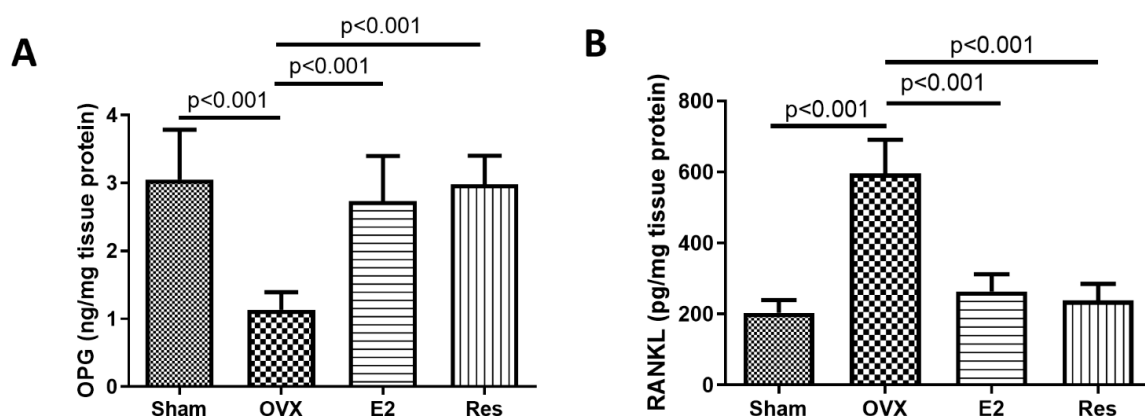 A
p<0.001
p<0.001
p<0.001
OPG (ng/mg tissue protein)
4
3
2
1
0
Sham OVX E2 Res
B
p<0.001
p<0.001
p<0.001
RANKL (pg/mg tissue protein)
800
600
400
200
0
Sham OVX E2 Res